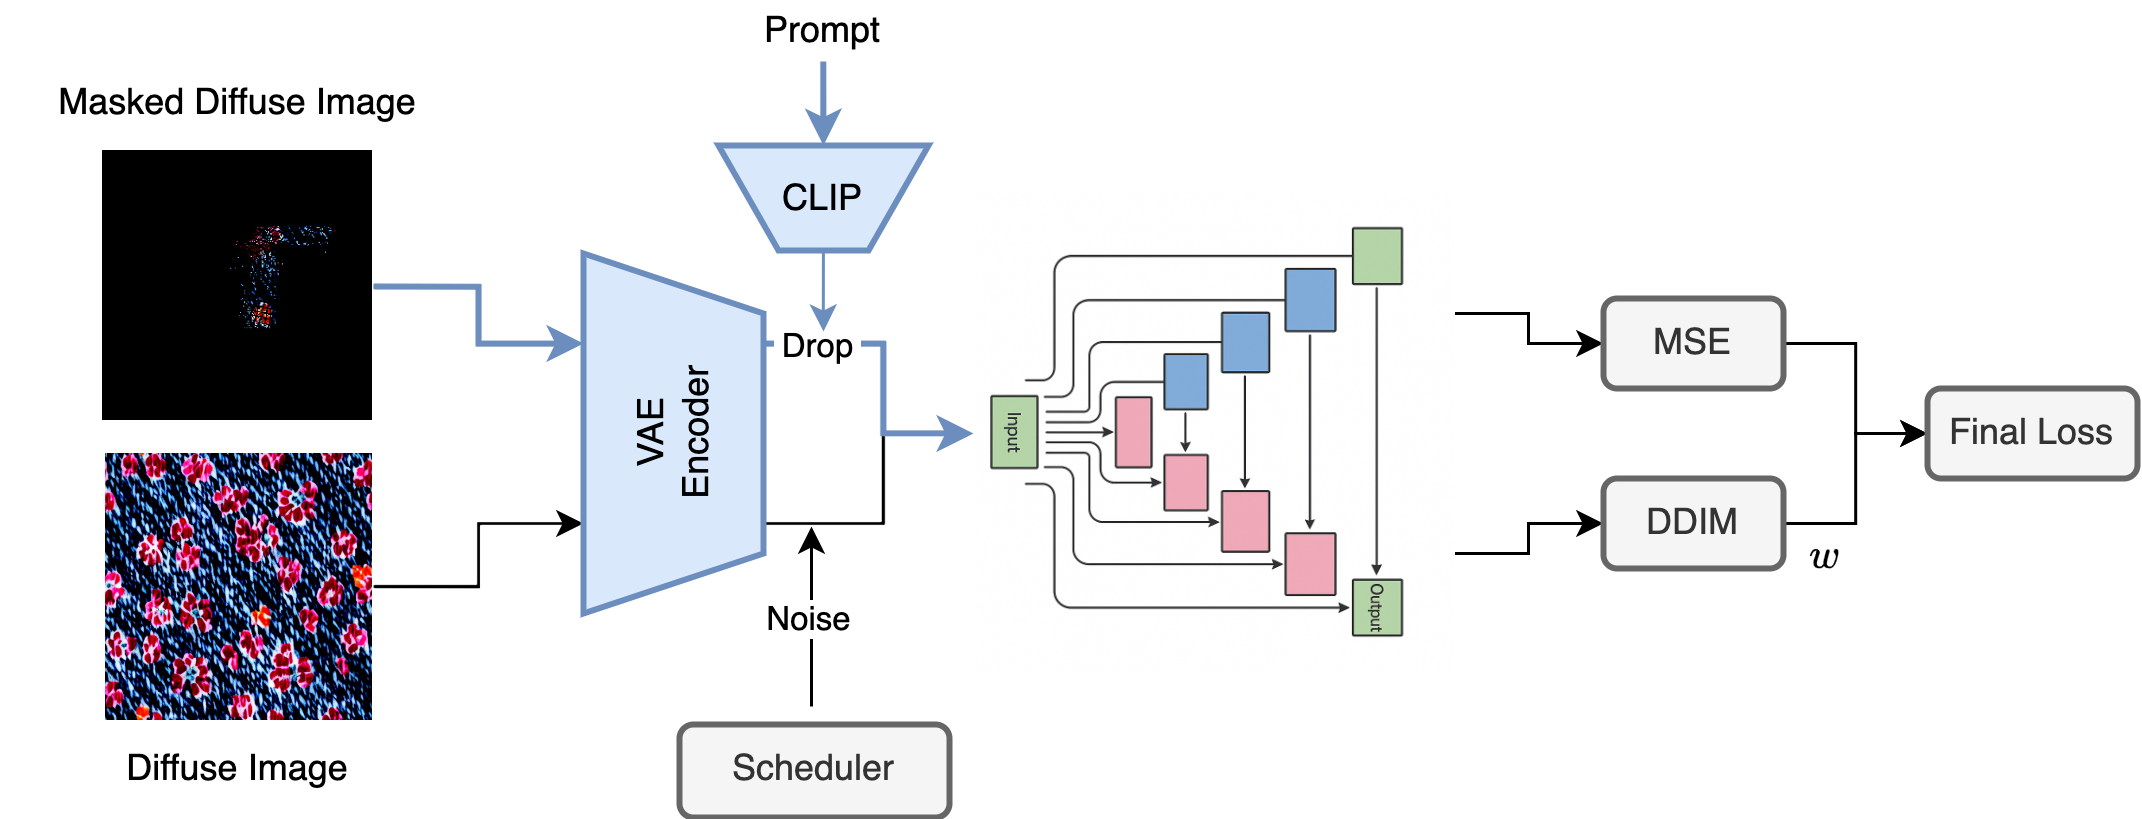 Prompt
Masked Diffuse Image
CLIP
Drop
VAE
Encoder
Input
Output
MSE
Final Loss
DDIM
w
Noise
Diffuse Image
Scheduler